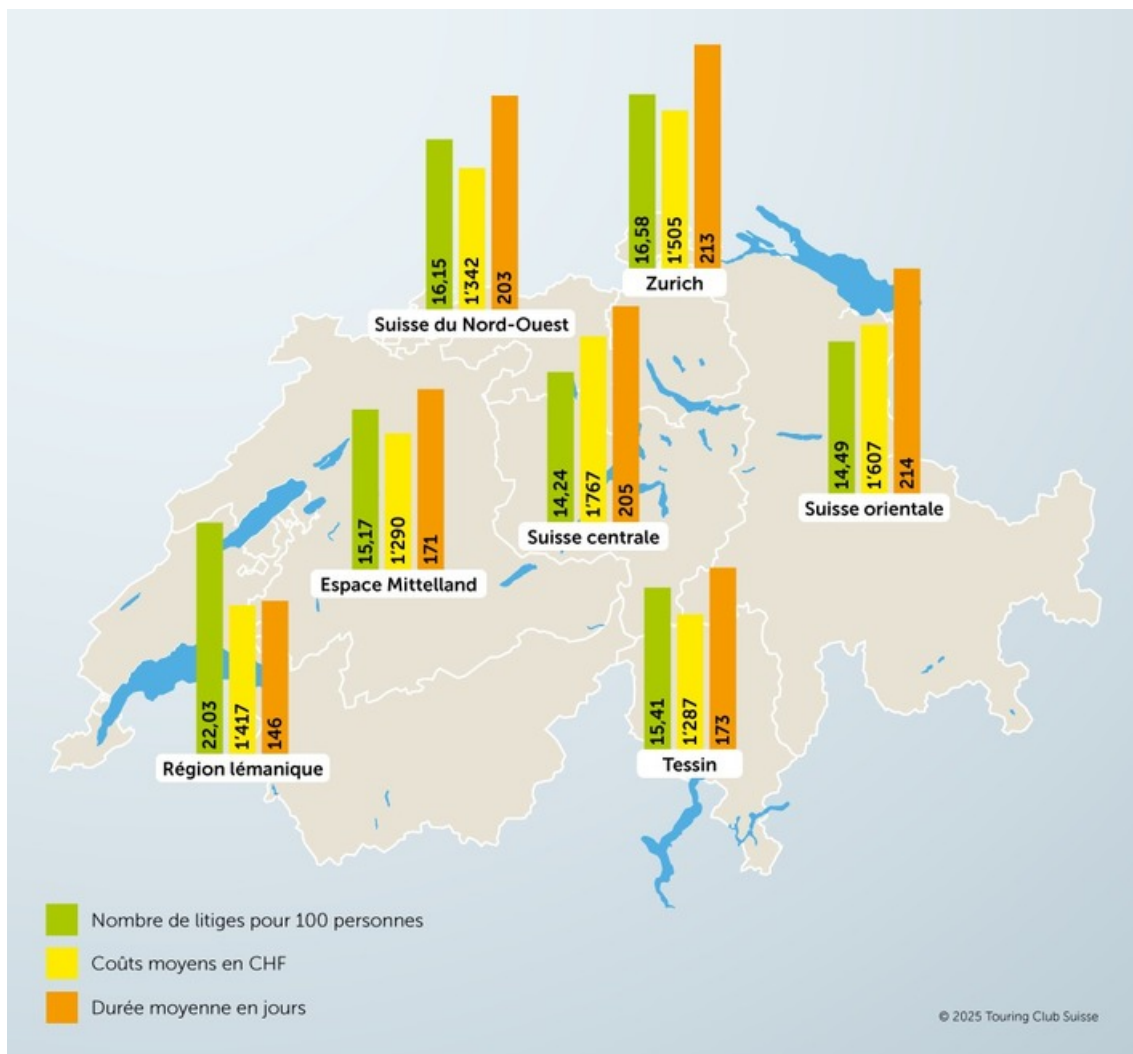 16,15
1'342
203
Suisse du Nord-Ouest
16,58
1'505
213
Zurich
14,49
1'607
214
Suisse orientale
14,24
1'767
205
Suisse centrale
15,17
1'290
171
Espace Mittelland
22,03
1'417
146
Région lémanique
15,41
1'287
173
Tessin
Nombre de litiges pour 100 personnes
Coûts moyens en CHF
Durée moyenne en jours
© 2025 Touring Club Suisse